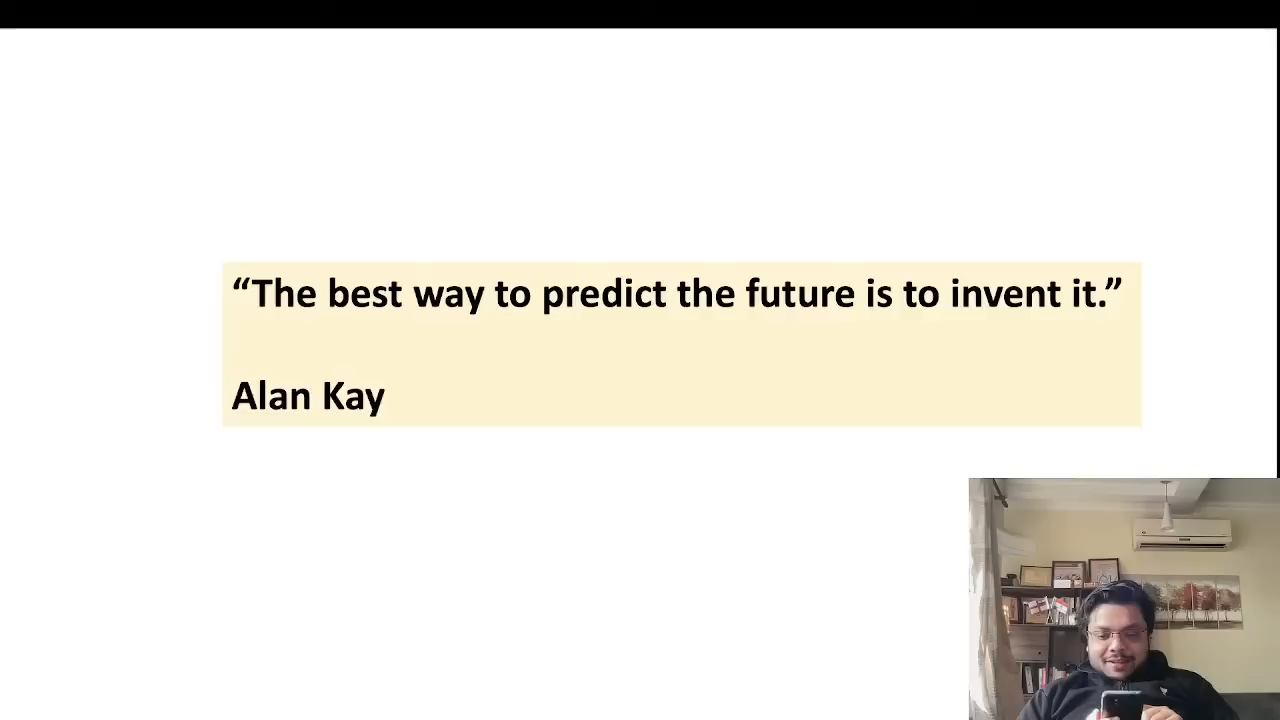 “The best way to predict the future is to invent it.”
Alan Kay